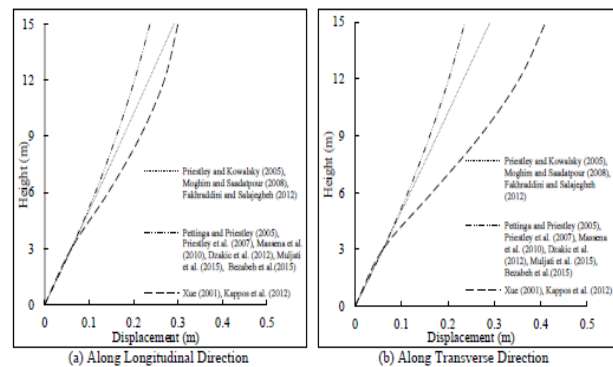 15
12
9
6
3
0
Height (m)
0
0.1
0.2
0.3
0.4
0.5
Displacement (m)
Priestley and Kowalsky (2005),
Moghim and Saadatpour (2008),
Fakhraddini and Salajegheh (2012)
Pettinga and Priestley (2005),
Priestley et al. (2007), Massena et al.
(2010), Dzakic et al. (2012), Muljati
et al. (2015), Bezabeh et al.(2015)
Xue (2001), Kappos et al. (2012)
(a) Along Longitudinal Direction
15
12
9
6
3
0
Height (m)
0
0.1
0.2
0.3
0.4
0.5
Displacement (m)
Priestley and Kowalsky (2005),
Moghim and Saadatpour (2008),
Fakhraddini and Salajegheh
(2012)
Pettinga and Priestley (2005),
Priestley et al. (2007), Massena et
al. (2010), Dzakic et al. (2012),
Muljati et al. (2015), Bezabeh et
al.(2015)
Xue (2001), Kappos et al. (2012)
(b) Along Transverse Direction